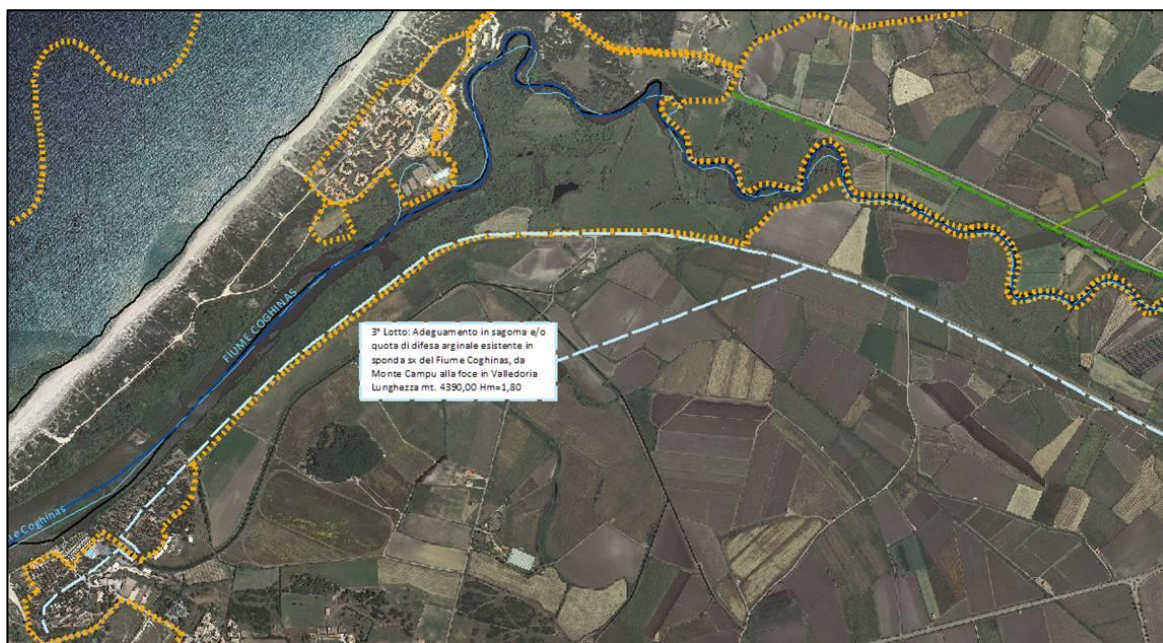 FIUME COGHINAS
3° Lotto: Adeguamento in sagoma e/o
quota di difesa arginale esistente in
sponda sx del Fiume Coghinas, da
Monte Campu alla foce in Valledoria
Lunghezza mt. 4390,00 Hm=1,80
me Coghinas